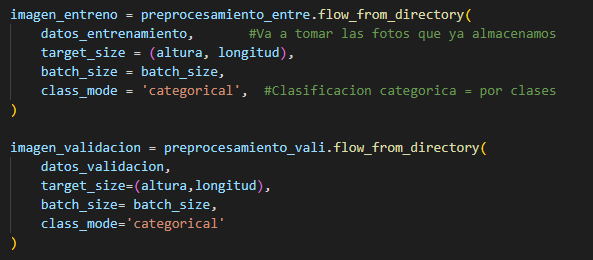 imagen_entreno = preprocesamiento_entre.flow_from_directory(
    datos_entrenamiento,       #Va a tomar las fotos que ya almacenamos
    target_size = (altura, longitud),
    batch_size = batch_size,
    class_mode = 'categorical',  #Clasificacion categorica = por clases
)

imagen_validacion = preprocesamiento_vali.flow_from_directory(
    datos_validacion,
    target_size=(altura,longitud),
    batch_size= batch_size,
    class_mode='categorical'
)